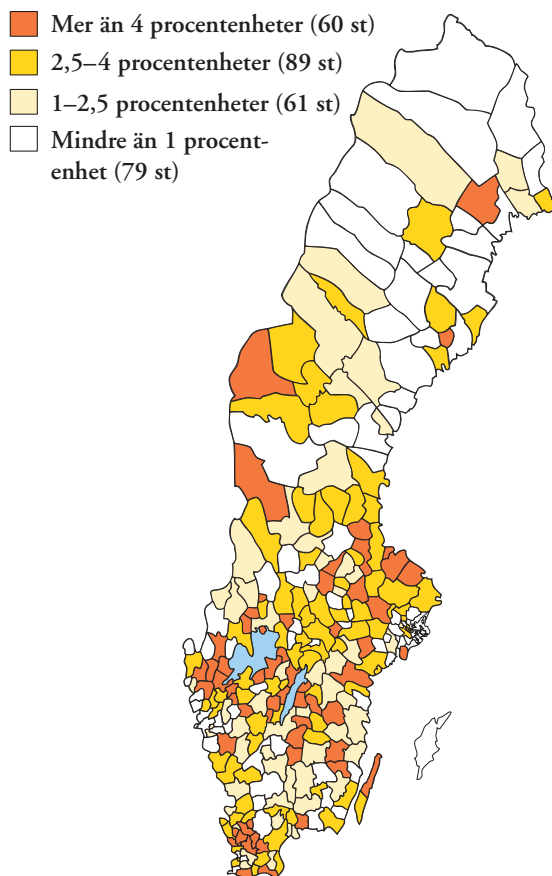 Mer än 4 procentenheter (60 st)
2,5–4 procentenheter (89 st)
1–2,5 procentenheter (61 st)
Mindre än 1 procent-
enhet (79 st)